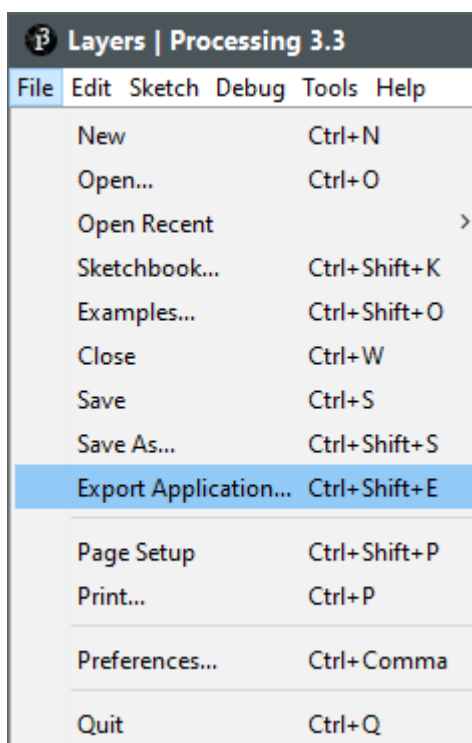 Layers | Processing 3.3
File Edit Sketch Debug Tools Help
New Ctrl+N
Open... Ctrl+O
Open Recent >
Sketchbook... Ctrl+Shift+K
Examples... Ctrl+Shift+O
Close Ctrl+W
Save Ctrl+S
Save As... Ctrl+Shift+S
Export Application... Ctrl+Shift+E
Page Setup Ctrl+Shift+P
Print... Ctrl+P
Preferences... Ctrl+Comma
Quit Ctrl+Q